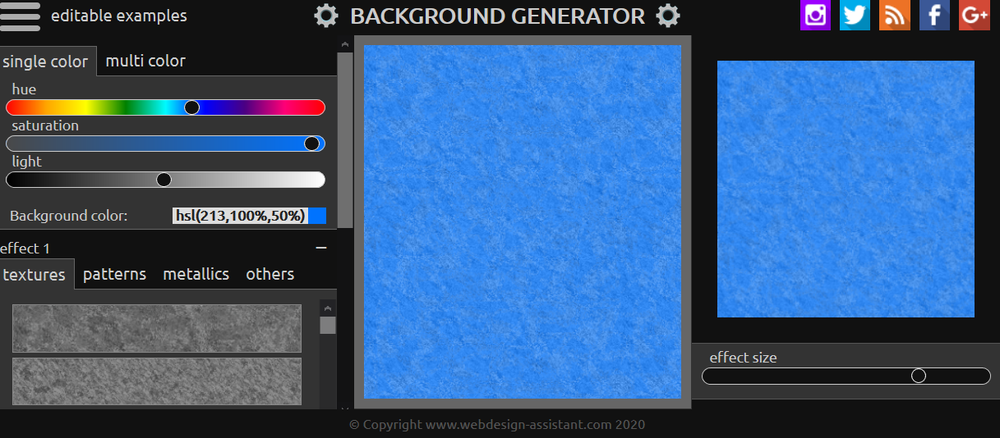 editable examples
BACKGROUND GENERATOR
single color
multi color
hue
saturation
light
Background color:
hsl(213,100%,50%)
effect 1
textures
patterns
metallics
others
effect size
© Copyright www.webdesign-assistant.com 2020